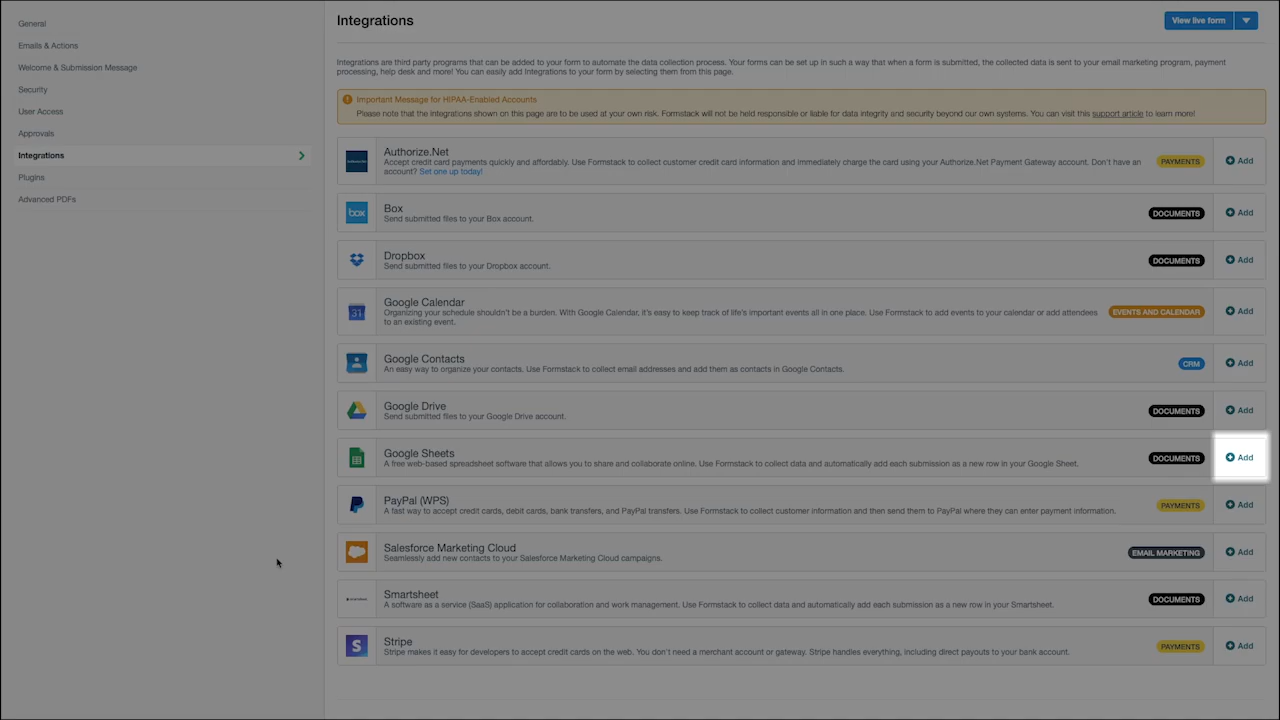 General
Emails & Actions
Welcome & Submission Message
Security
User Access
Approvals
Integrations
Plugins
Advanced PDFs
Integrations
View live form
Integrations are third party programs that can be added to your form to automate the data collection process. Your forms can be set up in such a way that when a form is submitted, the collected data is sent to your email marketing program, payment
processing, help desk and more! You can easily add Integrations to your form by selecting them from this page.
Important Message for HIPAA-Enabled Accounts
Please note that the Integrations shown on this page are to be used at your own risk. Formstack will not be held responsible or liable for data integrity and security beyond our own systems. You can visit this support article to learn more!
Authorize.Net
Accept credit card payments quickly and affordably. Use Formstack to collect customer credit card information and immediately charge the card using your Authorize.Net Payment Gateway account. Don't have an
account? Set one up today!
PAYMENTS
Add
box
Box
Send submitted files to your Box account.
DOCUMENTS
Add
Dropbox
Send submitted files to your Dropbox account.
DOCUMENTS
Add
31
Google Calendar
Organizing your schedule shouldn't be a burden. With Google Calendar, it's easy to keep track of life's important events all in one place. Use Formstack to add events to your calendar or add attendees
to an existing event.
EVENTS AND CALENDAR
Add
Google Contacts
An easy way to organize your contacts. Use Formstack to collect email addresses and add them as contacts in Google Contacts.
CRM
Add
Google Drive
Send submitted files to your Google Drive account.
DOCUMENTS
Add
Google Sheets
A free web-based spreadsheet software that allows you to share and collaborate online. Use Formstack to collect data and automatically add each submission as a new row in your Google Sheet.
DOCUMENTS
Add
PayPal (WPS)
A fast way to accept credit cards, debit cards, bank transfers, and PayPal transfers. Use Formstack to collect customer information and then send them to PayPal where they can enter payment information.
PAYMENTS
Add
Salesforce Marketing Cloud
Seamlessly add new contacts to your Salesforce Marketing Cloud campaigns.
EMAIL MARKETING
Add
Smartsheet
A software as a service (SaaS) application for collaboration and work management. Use Formstack to collect data and automatically add each submission as a new row in your Smartsheet.
DOCUMENTS
Add
S
Stripe
Stripe makes it easy for developers to accept credit cards on the web. You don't need a merchant account or gateway. Stripe handles everything, including direct payouts to your bank account.
PAYMENTS
Add